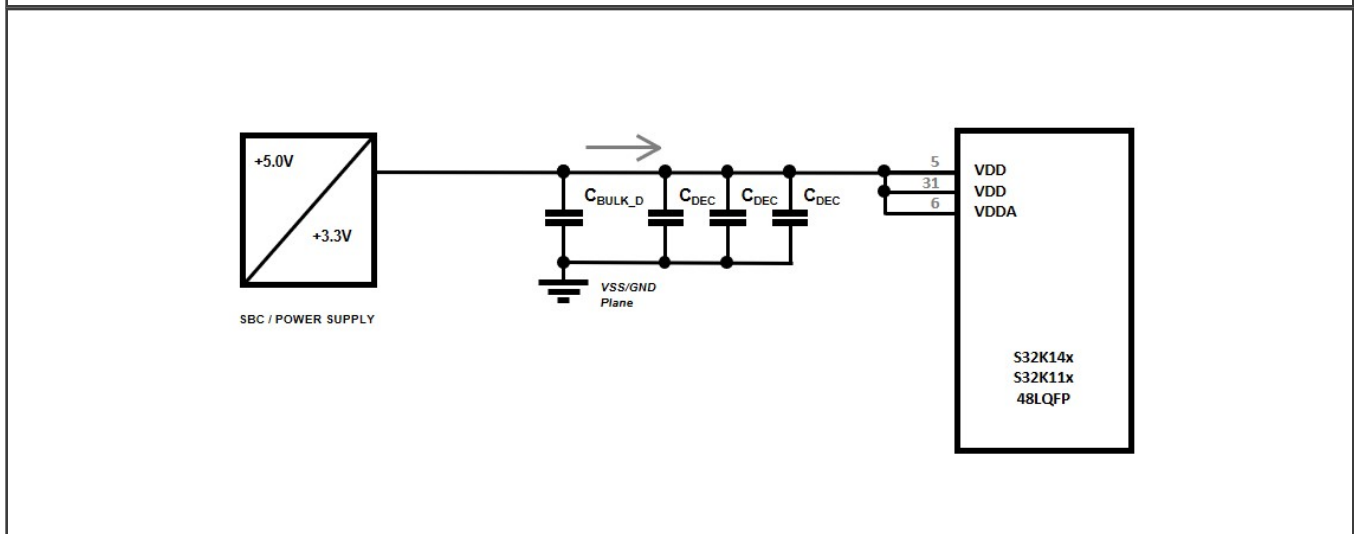 +5.0V
+3.3V
SBC / POWER SUPPLY
CBULK_D
CDEC
CDEC
CDEC
VSS/GND
Plane
5
VDD
31
VDD
6
VDDA
S32K14x
S32K11x
48LQFP